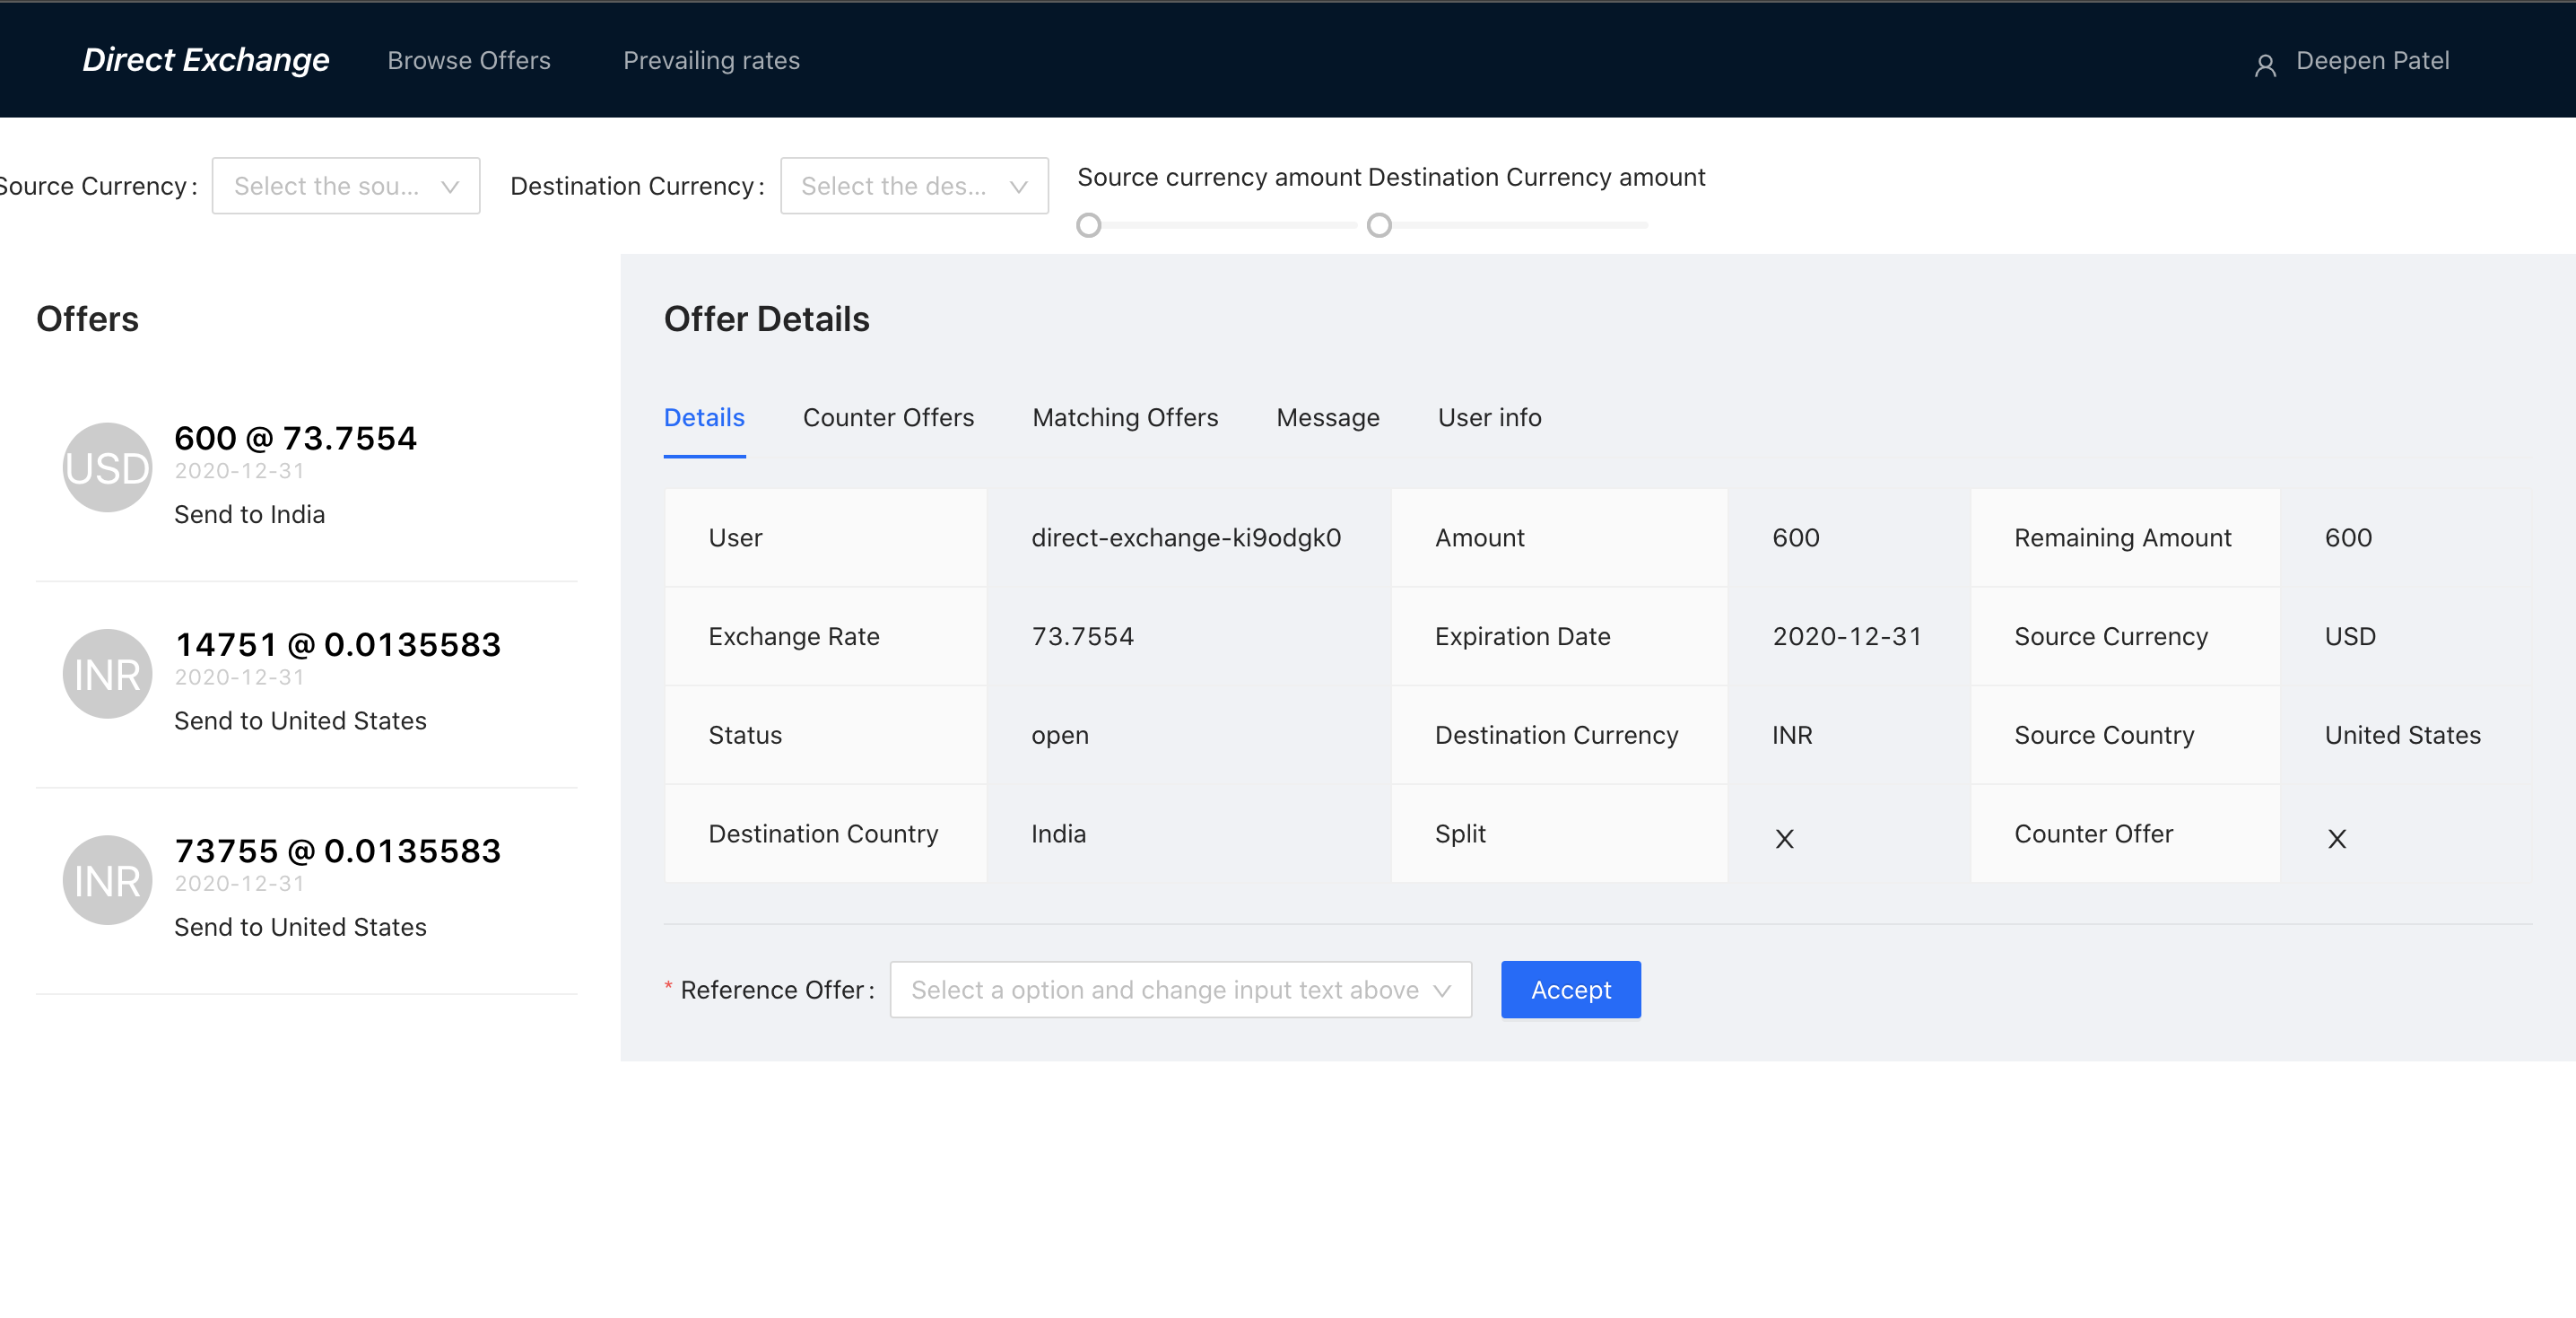 Direct Exchange Browse Offers Prevailing rates Deepen Patel
Source Currency: Select the sou... Destination Currency: Select the des... Source currency amount Destination Currency amount
Offers
USD
600 @ 73.7554
2020-12-31
Send to India
INR
14751 @ 0.0135583
2020-12-31
Send to United States
INR
73755 @ 0.0135583
2020-12-31
Send to United States
Offer Details
Details Counter Offers Matching Offers Message User info
User direct-exchange-ki9odgk0 Amount 600 Remaining Amount 600
Exchange Rate 73.7554 Expiration Date 2020-12-31 Source Currency USD
Status open Destination Currency INR Source Country United States
Destination Country India Split X Counter Offer X
* Reference Offer: Select a option and change input text above Accept